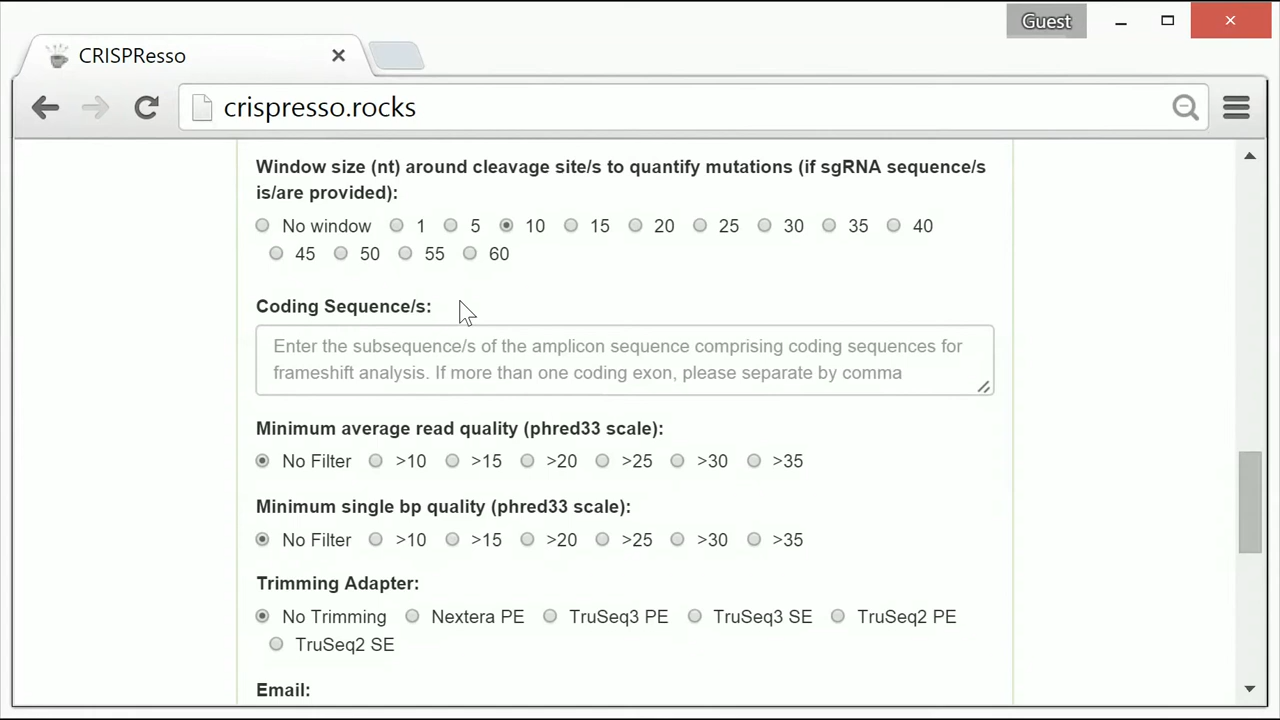 Guest
CRISPResso
crispresso.rocks
Window size (nt) around cleavage site/s to quantify mutations (if sgRNA sequence/s
is/are provided):
No window 1 5 10 15 20 25 30 35 40
45 50 55 60
Coding Sequence/s:
Enter the subsequence/s of the amplicon sequence comprising coding sequences for
frameshift analysis. If more than one coding exon, please separate by comma
Minimum average read quality (phred33 scale):
No Filter >10 >15 >20 >25 >30 >35
Minimum single bp quality (phred33 scale):
No Filter >10 >15 >20 >25 >30 >35
Trimming Adapter:
No Trimming Nextera PE TruSeq3 PE TruSeq3 SE TruSeq2 PE
TruSeq2 SE
Email: